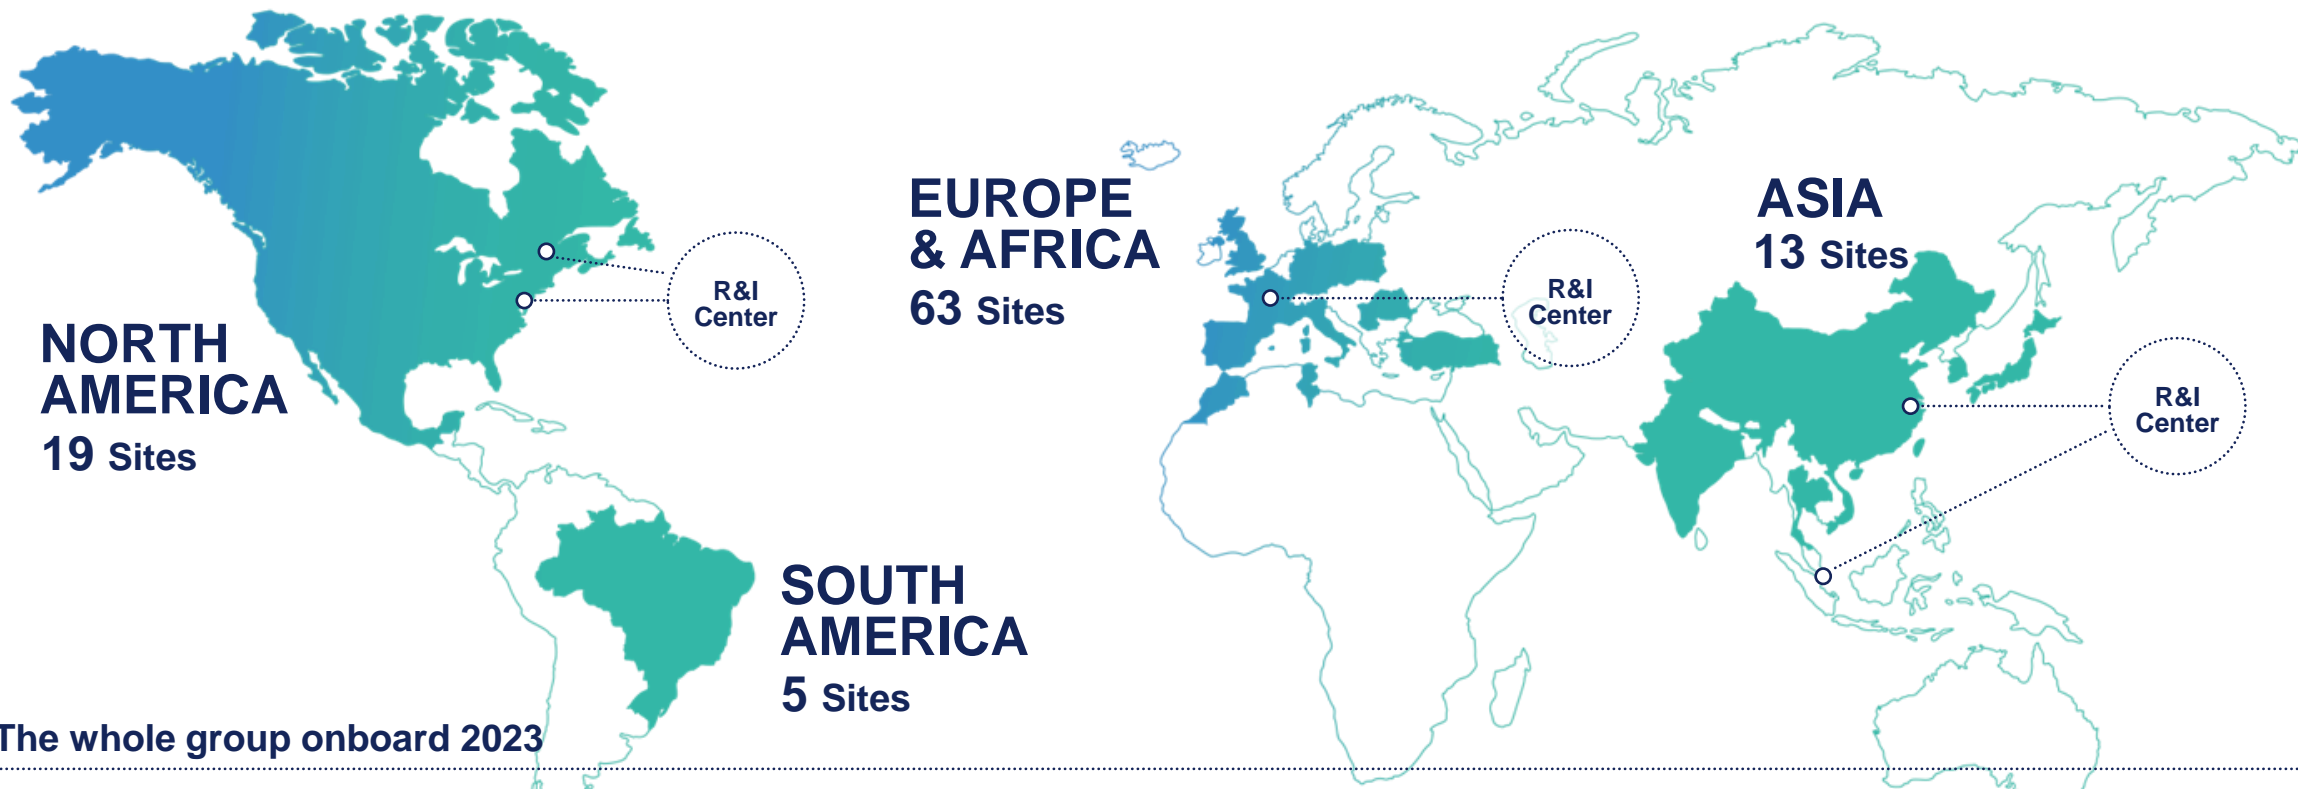 EUROPE
& AFRICA
63 Sites
ASIA
13 Sites
R&I
Center
R&I
Center
NORTH
AMERICA
19 Sites
R&I
Center
SOUTH
AMERICA
5 Sites
The whole group onboard 2023